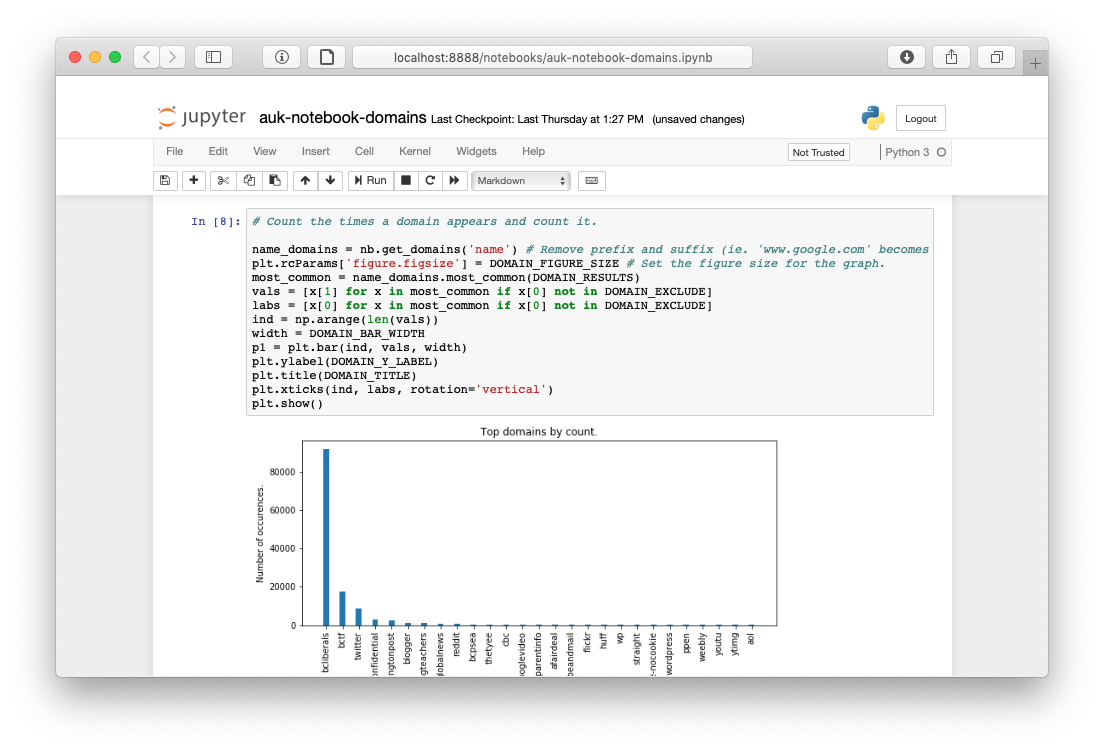 localhost:8888/notebooks/auk-notebook-domains.ipynb
jupyter auk-notebook-domains Last Checkpoint: Last Thursday at 1:27 PM (unsaved changes)
Logout
File Edit View Insert Cell Kernel Widgets Help
Not Trusted
Python 3
Run
Markdown
In [8]:
# Count the times a domain appears and count it.
name_domains = nb.get_domains('name') # Remove prefix and suffix (ie. 'www.google.com' becomes
plt.rcParams['figure.figsize'] = DOMAIN_FIGURE_SIZE # Set the figure size for the graph.
most_common = name_domains.most_common(DOMAIN_RESULTS)
vals = [x[1] for x in most_common if x[0] not in DOMAIN_EXCLUDE]
labs = [x[0] for x in most_common if x[0] not in DOMAIN_EXCLUDE]
ind = np.arange(len(vals))
width = DOMAIN_BAR_WIDTH
p1 = plt.bar(ind, vals, width)
plt.ylabel(DOMAIN_Y_LABEL)
plt.title(DOMAIN_TITLE)
plt.xticks(ind, labs, rotation='vertical')
plt.show()
Top domains by count.
Number of occurences.
80000
60000
40000
20000
0
bcliberals
bctf
twitter
onfidential
ngtonpost
blogger
gteachers
lobalnews
reddit
bcpsea
thetyee
cbc
oglevideo
parentinfo
afairdeal
beandmail
flickr
huff
wp
straight
e-nocookie
wordpress
ppen
weebly
youtu
ytimg
aol